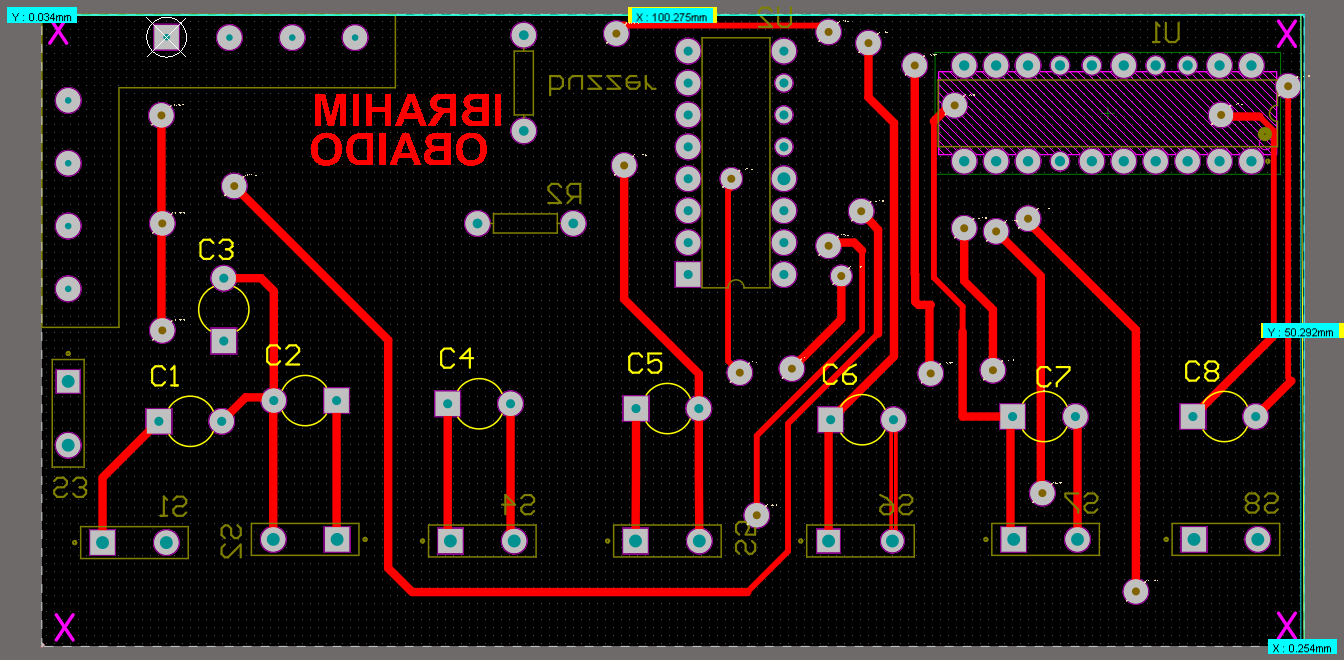 Y : 0.034mm
X : 100.275mm
U2
U1
X
X
buzzer
IBRAHIM
OBAIDO
R2
C3
Y : 50.292mm
C2
C4
C5
C1
C6
C7
C8
S3
S1
S4
S6
S7
S8
S2
S5
X
X
X : 0.254mm